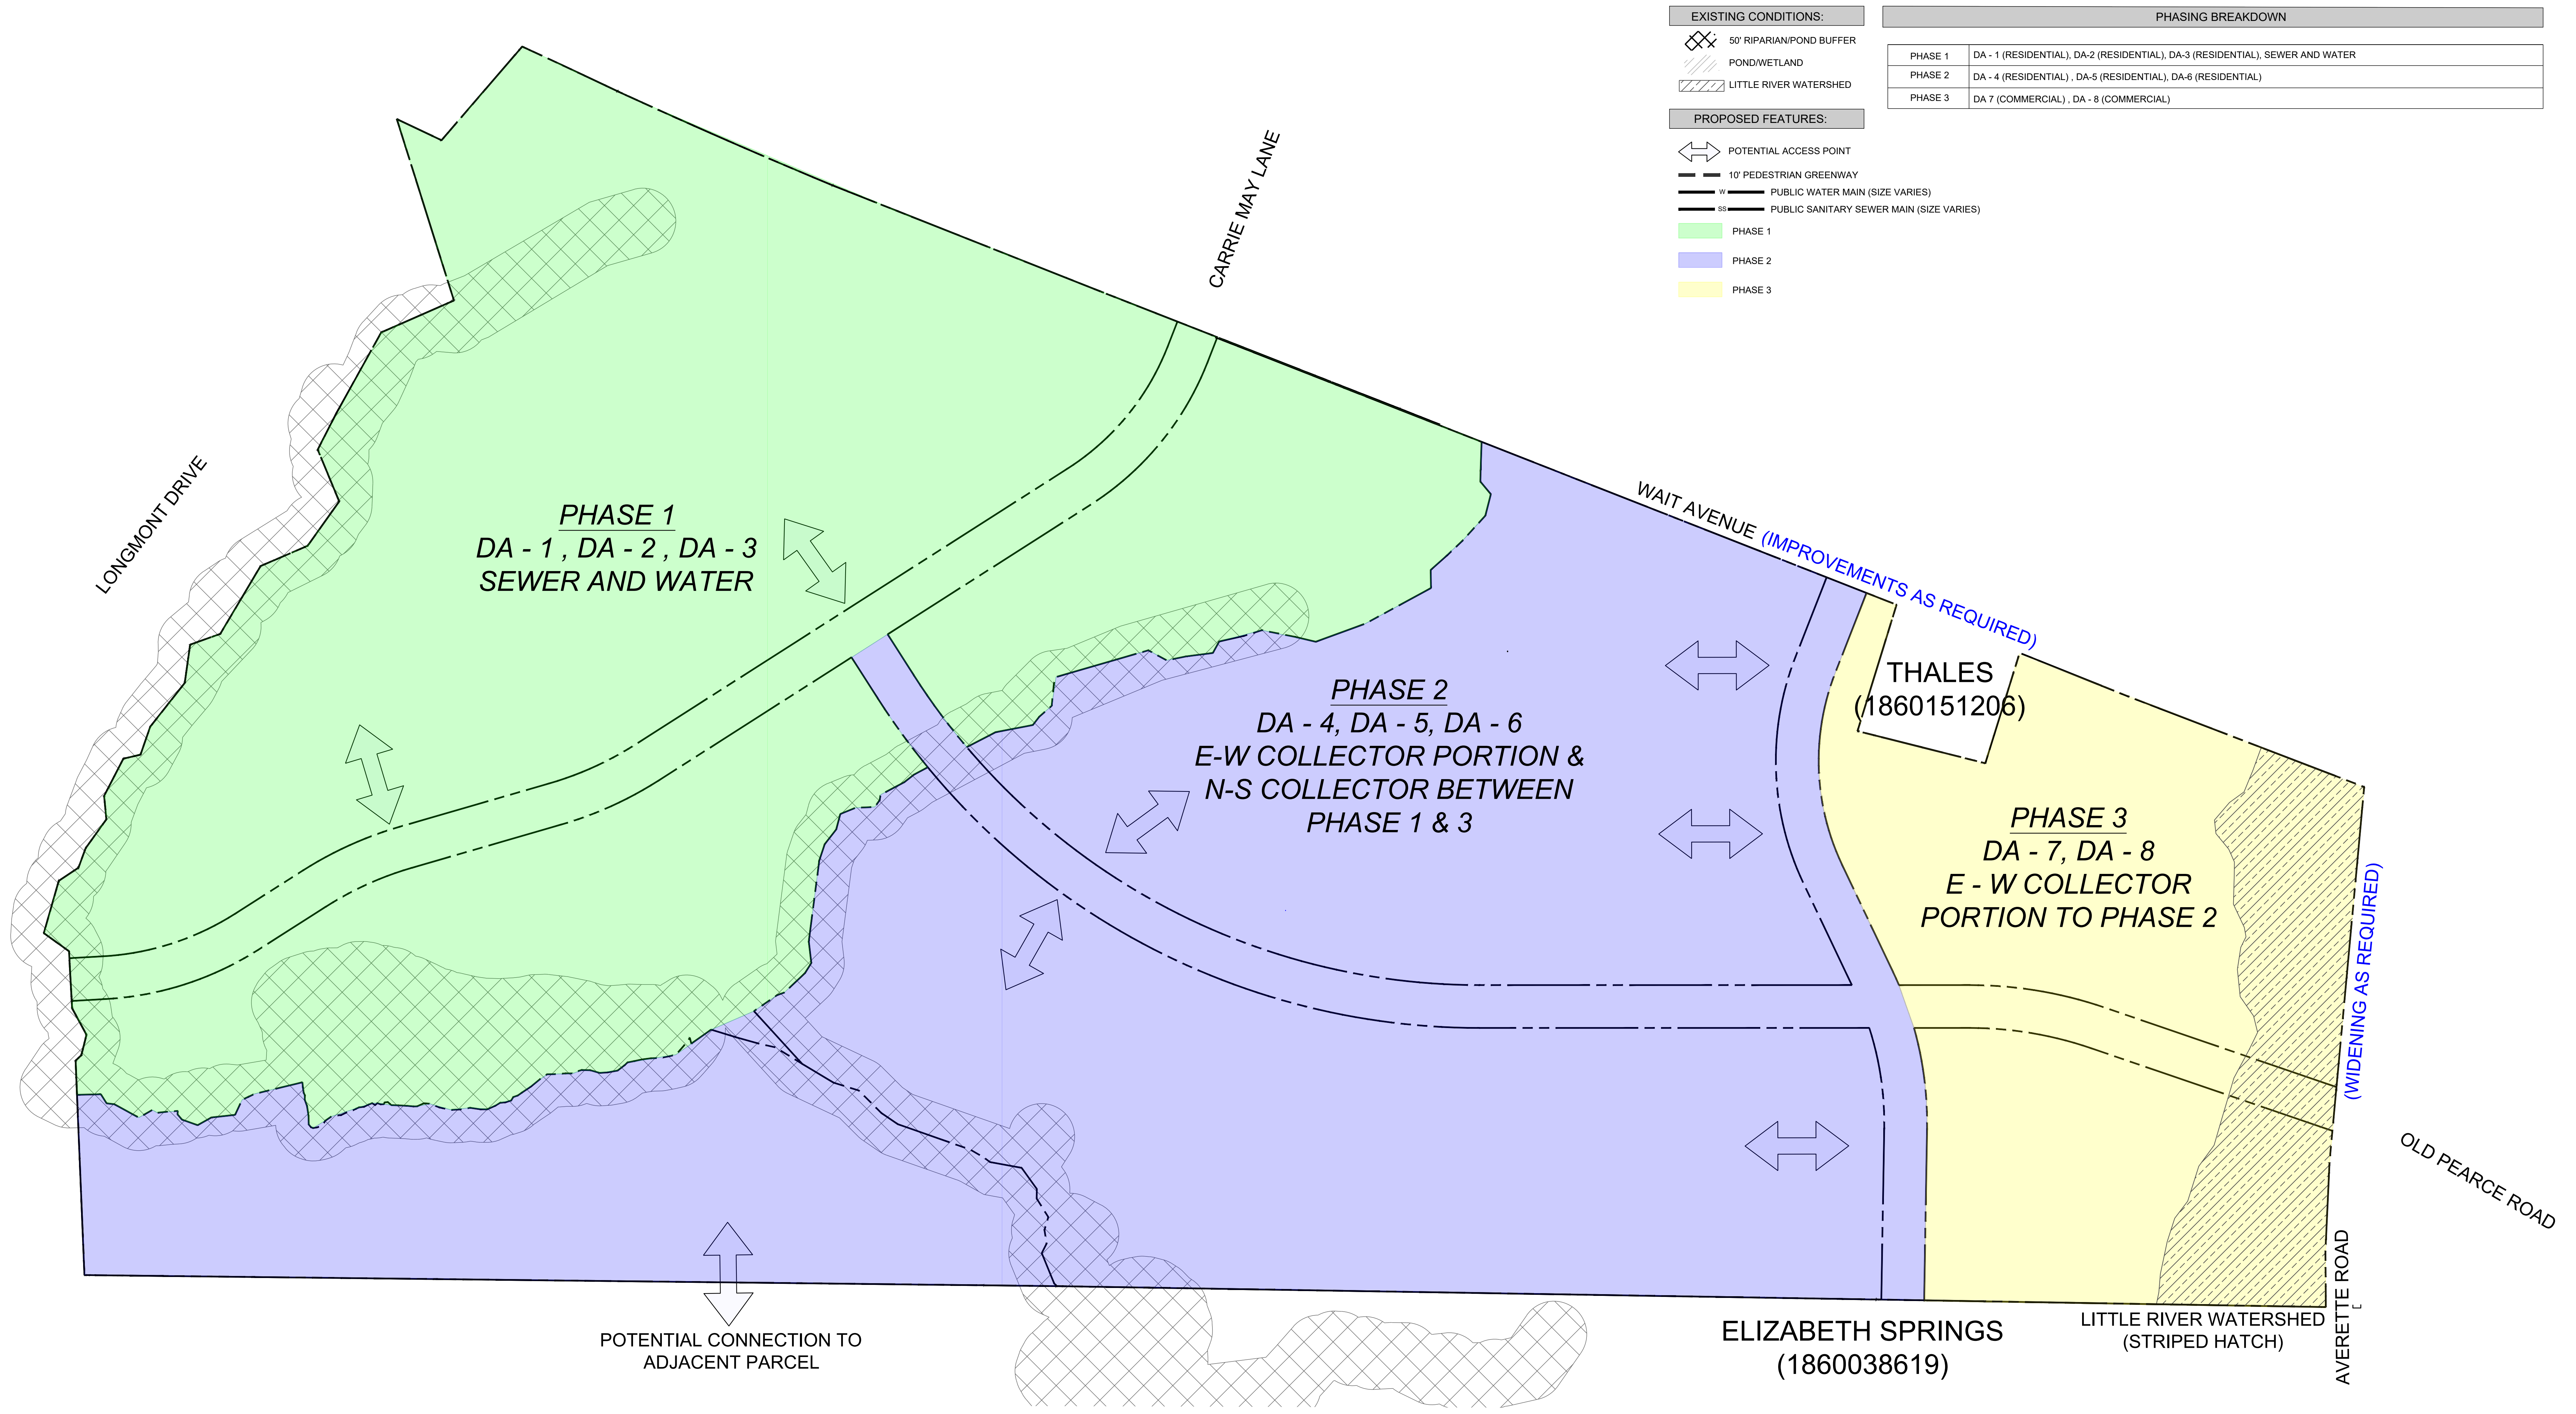 EXISTING CONDITIONS:
50' RIPARIAN/POND BUFFER
POND/WETLAND
LITTLE RIVER WATERSHED
PROPOSED FEATURES:
POTENTIAL ACCESS POINT
10' PEDESTRIAN GREENWAY
W PUBLIC WATER MAIN (SIZE VARIES)
SS PUBLIC SANITARY SEWER MAIN (SIZE VARIES)
PHASE 1
PHASE 2
PHASE 3
PHASING BREAKDOWN
PHASE 1 DA - 1 (RESIDENTIAL), DA-2 (RESIDENTIAL), DA-3 (RESIDENTIAL), SEWER AND WATER
PHASE 2 DA - 4 (RESIDENTIAL) , DA-5 (RESIDENTIAL), DA-6 (RESIDENTIAL)
PHASE 3 DA 7 (COMMERCIAL) , DA - 8 (COMMERCIAL)
CARRIE MAY LANE
LONGMONT DRIVE
PHASE 1
DA - 1 , DA - 2 , DA - 3
SEWER AND WATER
WAIT AVENUE (IMPROVEMENTS AS REQUIRED)
THALES
(1860151206)
PHASE 2
DA - 4, DA - 5, DA - 6
E-W COLLECTOR PORTION &
N-S COLLECTOR BETWEEN
PHASE 1 & 3
PHASE 3
DA - 7, DA - 8
E - W COLLECTOR
PORTION TO PHASE 2
(WIDENING AS REQUIRED)
OLD PEARCE ROAD
AVERETTE ROAD
POTENTIAL CONNECTION TO
ADJACENT PARCEL
ELIZABETH SPRINGS
(1860038619)
LITTLE RIVER WATERSHED
(STRIPED HATCH)